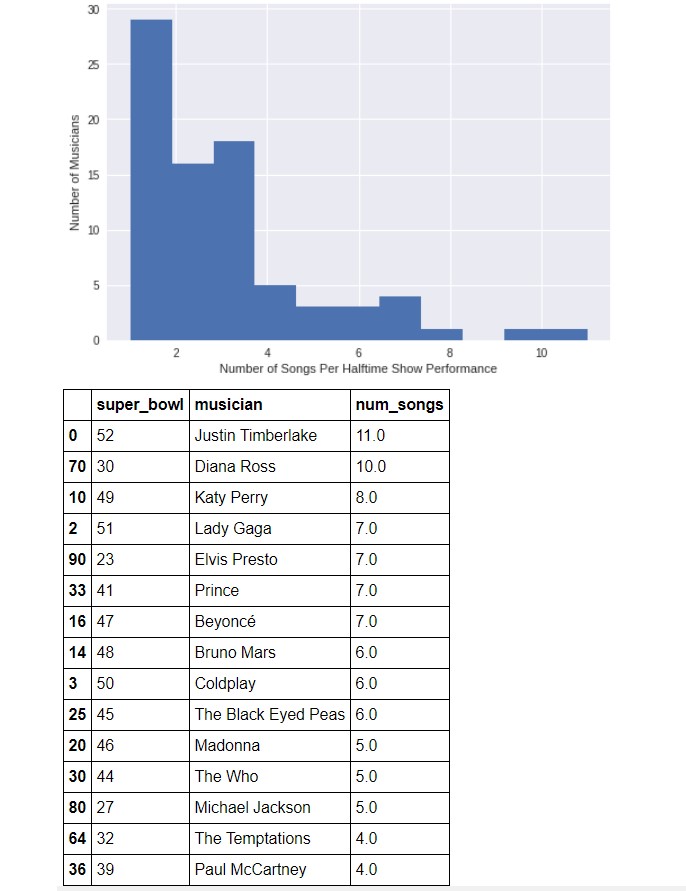 30
25
20
15
10
5
0
Number of Musicians
2 4 6 8 10
Number of Songs Per Halftime Show Performance
super_bowl musician num_songs
0 52 Justin Timberlake 11.0
70 30 Diana Ross 10.0
10 49 Katy Perry 8.0
2 51 Lady Gaga 7.0
90 23 Elvis Presto 7.0
33 41 Prince 7.0
16 47 Beyoncé 7.0
14 48 Bruno Mars 6.0
3 50 Coldplay 6.0
25 45 The Black Eyed Peas 6.0
20 46 Madonna 5.0
30 44 The Who 5.0
80 27 Michael Jackson 5.0
64 32 The Temptations 4.0
36 39 Paul McCartney 4.0